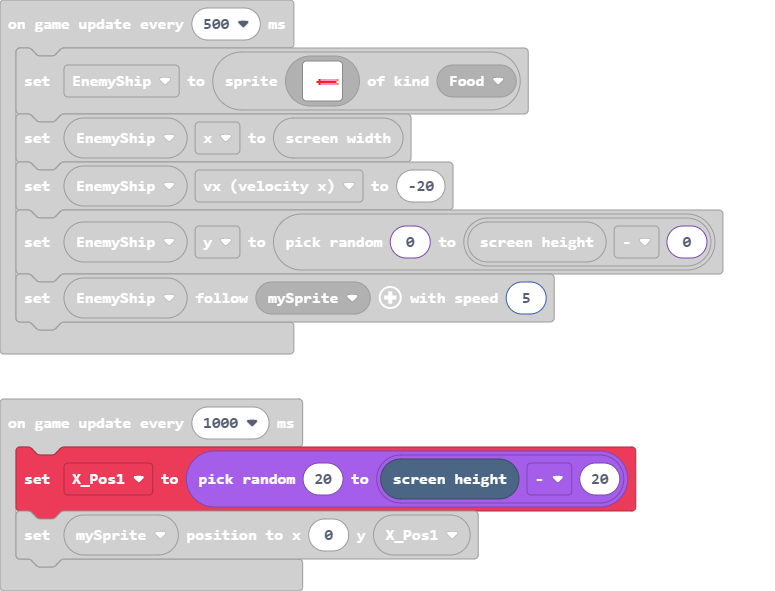 on game update every 500 ms
set EnemyShip to sprite of kind Food
set EnemyShip x to screen width
set EnemyShip vx (velocity x) to -20
set EnemyShip y to pick random 0 to screen height - 0
set EnemyShip follow mySprite + with speed 5
on game update every 1000 ms
set X_Pos1 to pick random 20 to screen height - 20
set mySprite position to x 0 y X_Pos1